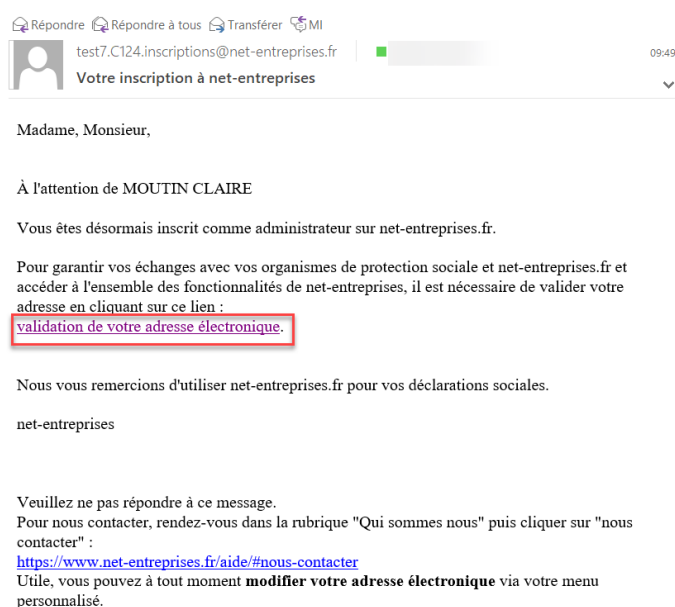 Répondre Répondre à tous Transférer MI
test7.C124.inscriptions@net-entreprises.fr
09:49
Votre inscription à net-entreprises
Madame, Monsieur,
À l'attention de MOUTIN CLAIRE
Vous êtes désormais inscrit comme administrateur sur net-entreprises.fr.
Pour garantir vos échanges avec vos organismes de protection sociale et net-entreprises.fr et
accéder à l'ensemble des fonctionnalités de net-entreprises, il est nécessaire de valider votre
adresse en cliquant sur ce lien :
validation de votre adresse électronique.
Nous vous remercions d'utiliser net-entreprises.fr pour vos déclarations sociales.
net-entreprises
Veuillez ne pas répondre à ce message.
Pour nous contacter, rendez-vous dans la rubrique "Qui sommes nous" puis cliquer sur "nous
contacter" :
https://www.net-entreprises.fr/aide/#nous-contacter
Utile, vous pouvez à tout moment modifier votre adresse électronique via votre menu
personnalisé.